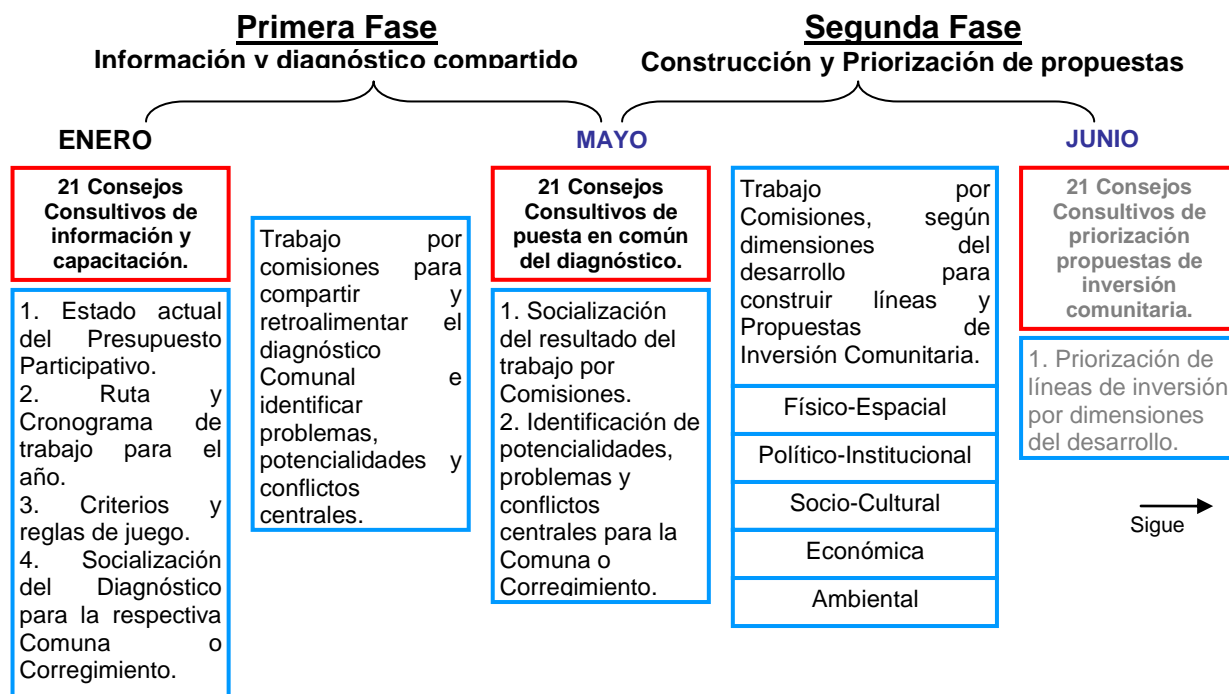 Primera Fase
Información y diagnóstico compartido
Segunda Fase
Construcción y Priorización de propuestas
ENERO
MAYO
JUNIO
21 Consejos
Consultivos de
información y
capacitación.
1. Estado actual
del Presupuesto
Participativo.
2. Ruta y
Cronograma de
trabajo para el
año.
3. Criterios y
reglas de juego.
4. Socialización
del Diagnóstico
para la respectiva
Comuna o
Corregimiento.
Trabajo por
comisiones para
compartir y
retroalimentar el
diagnóstico
Comunal e
identificar
problemas,
potencialidades y
conflictos
centrales.
21 Consejos
Consultivos de
puesta en común
del diagnóstico.
1. Socialización
del resultado del
trabajo por
Comisiones.
2. Identificación de
potencialidades,
problemas y
conflictos
centrales para la
Comuna o
Corregimiento.
Trabajo por
Comisiones, según
dimensiones del
desarrollo para
construir líneas y
Propuestas de
Inversión Comunitaria.
Físico-Espacial
Político-Institucional
Socio-Cultural
Económica
Ambiental
21 Consejos
Consultivos de
priorización
propuestas de
inversión
comunitaria.
1. Priorización de
líneas de inversión
por dimensiones
del desarrollo.
Sigue